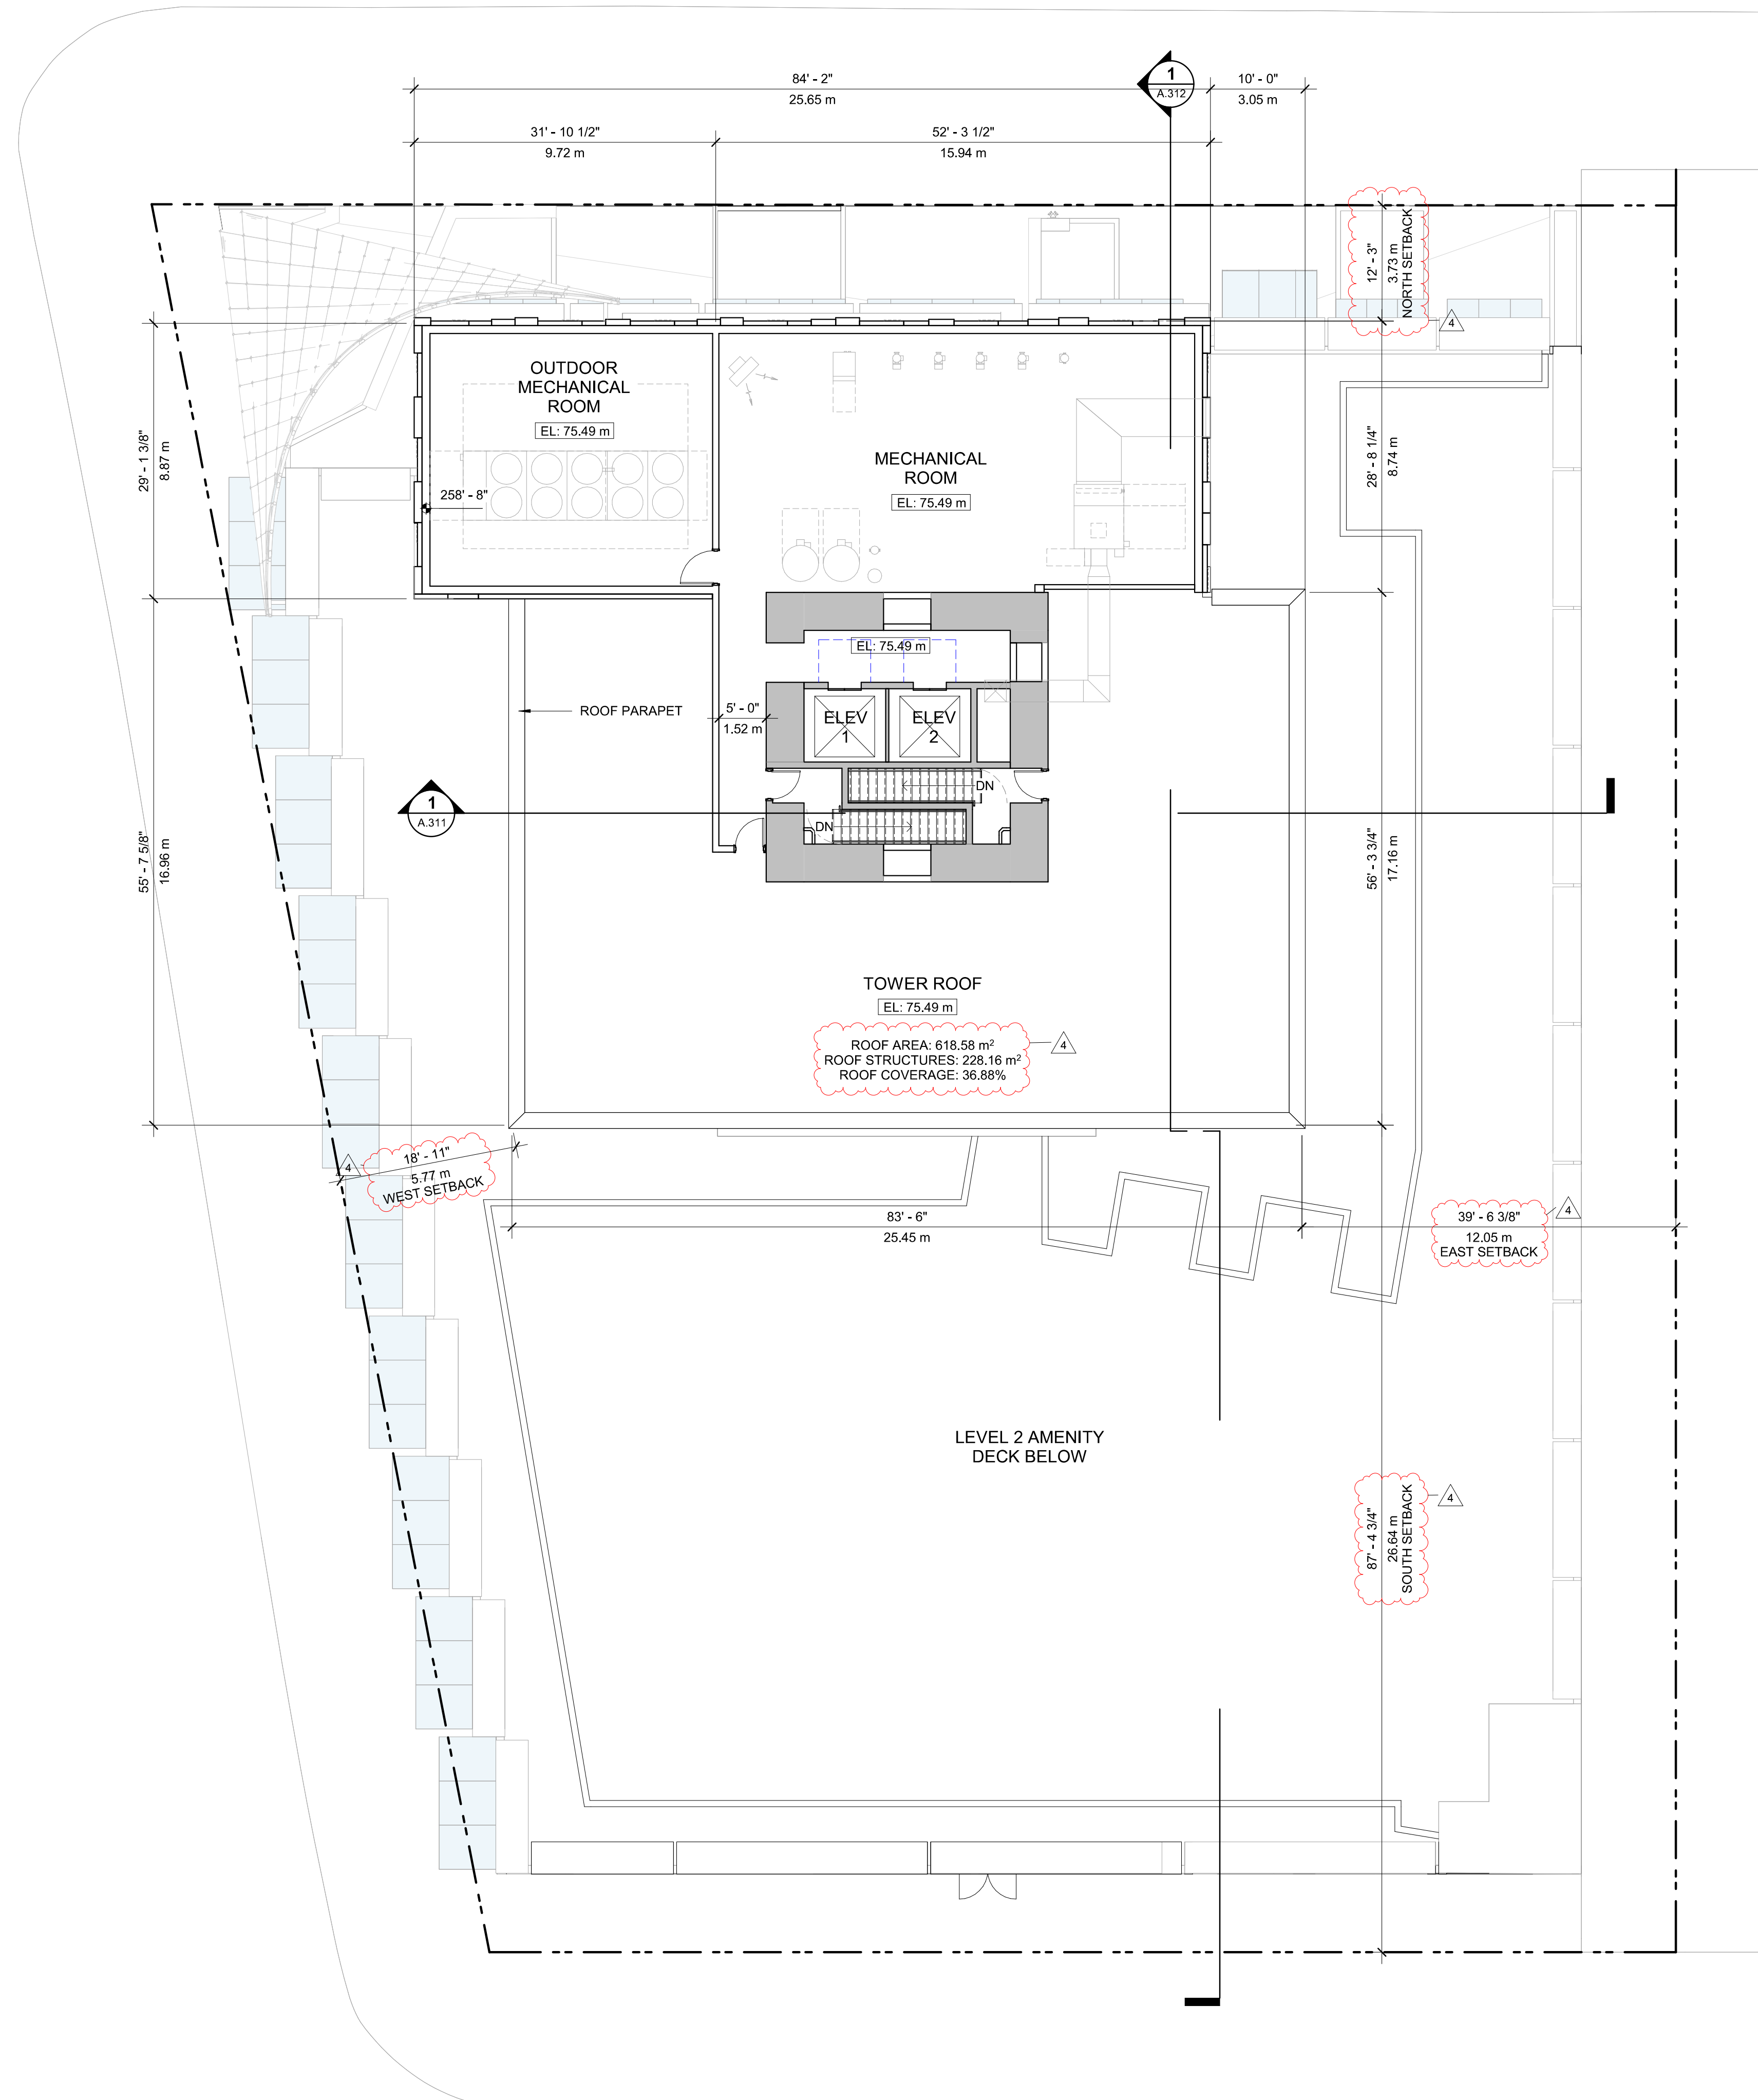 84' - 2"
25.65 m
1
A.312
10' - 0"
3.05 m
31' - 10 1/2"
9.72 m
52' - 3 1/2"
15.94 m
12' - 3"
3.73 m
NORTH SETBACK
4
29' - 1 3/8"
8.87 m
OUTDOOR
MECHANICAL
ROOM
EL: 75.49 m
258' - 8"
MECHANICAL
ROOM
EL: 75.49 m
28' - 8 1/4"
8.74 m
EL: 75.49 m
ROOF PARAPET
5' - 0"
1.52 m
ELEV
1
ELEV
2
DN
DN
1
A.311
55' - 7 5/8"
16.96 m
56' - 3 3/4"
17.16 m
TOWER ROOF
EL: 75.49 m
ROOF AREA: 618.58 m²
ROOF STRUCTURES: 228.16 m²
ROOF COVERAGE: 36.88%
4
4
18' - 11"
5.77 m
WEST SETBACK
83' - 6"
25.45 m
39' - 6 3/8"
12.05 m
EAST SETBACK
4
LEVEL 2 AMENITY
DECK BELOW
87' - 4 3/4"
26.64 m
SOUTH SETBACK
4